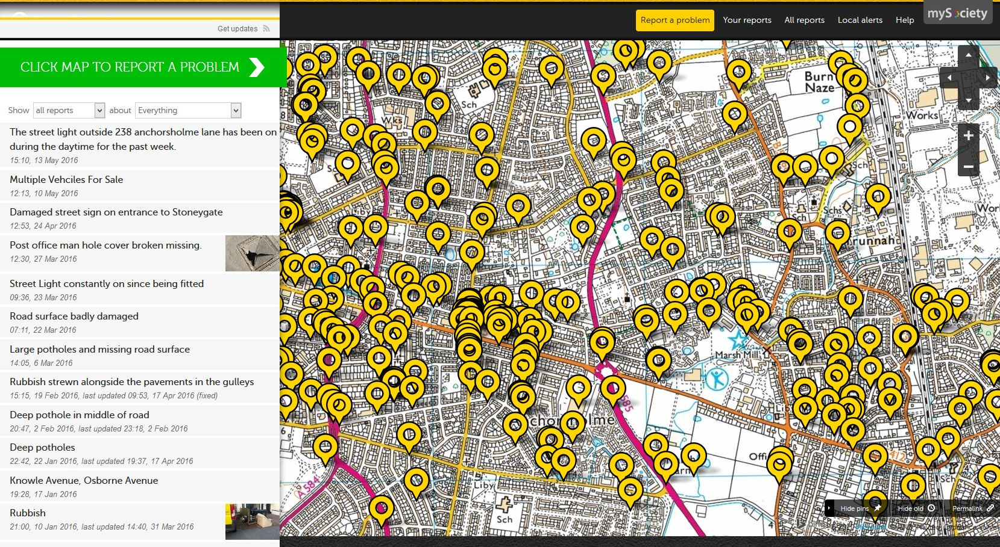 Report a problem
Your reports
All reports
Local alerts
Help
mySociety
Get updates
CLICK MAP TO REPORT A PROBLEM
Show all reports about Everything
The street light outside 238 anchorsholme lane has been on
during the daytime for the past week.
15:10, 13 May 2016
Multiple Vehciles For Sale
12:13, 10 May 2016
Damaged street sign on entrance to Stoneygate
12:53, 24 Apr 2016
Post office man hole cover broken missing.
12:30, 27 Mar 2016
Street Light constantly on since being fitted
09:36, 23 Mar 2016
Road surface badly damaged
07:11, 22 Mar 2016
Large potholes and missing road surface
14:05, 6 Mar 2016
Rubbish strewn alongside the pavements in the gulleys
15:15, 19 Feb 2016, last updated 09:53, 17 Apr 2016 (fixed)
Deep pothole in middle of road
20:47, 2 Feb 2016, last updated 23:18, 2 Feb 2016
Deep potholes
22:42, 22 Jan 2016, last updated 19:37, 17 Apr 2016
Knowle Avenue, Osborne Avenue
19:28, 17 Jan 2016
Rubbish
21:00, 10 Jan 2016, last updated 14:40, 31 Mar 2016
Burn
Naze
Sch
Works
Wks
Sch
Sch
Schs
Marsh Mill
585
A 584
Liby
Sch
Sch
412
Hide pins
Hide old
Permalink